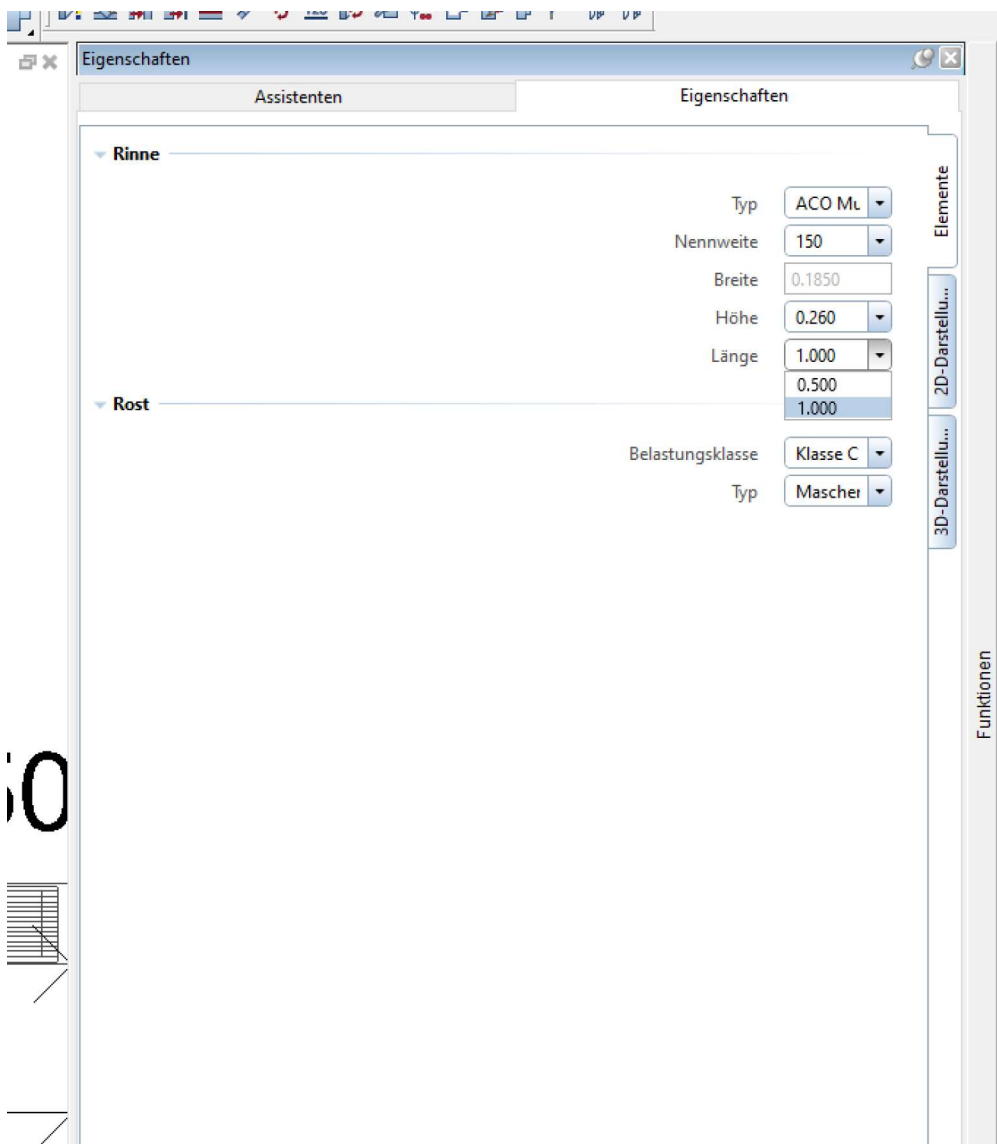 Eigenschaften
Assistenten
Eigenschaften
Rinne
Typ
ACO Mu
Nennweite
150
Breite
0.1850
Höhe
0.260
Länge
1.000
0.500
1.000
Rost
Belastungsklasse
Klasse C
Typ
Mascher
Elemente
2D-Darstellu...
3D-Darstellu...
Funktionen